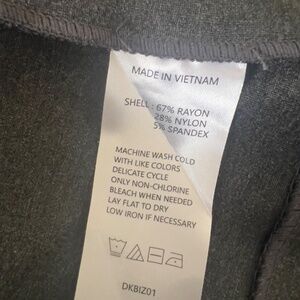 MADE IN VIETNAM
SHELL : 67% RAYON
28% NYLON
5% SPANDEX
MACHINE WASH COLD
WITH LIKE COLORS
DELICATE CYCLE
ONLY NON-CHLORINE
BLEACH WHEN NEEDED
LAY FLAT TO DRY
LOW IRON IF NECESSARY
DKBIZ01